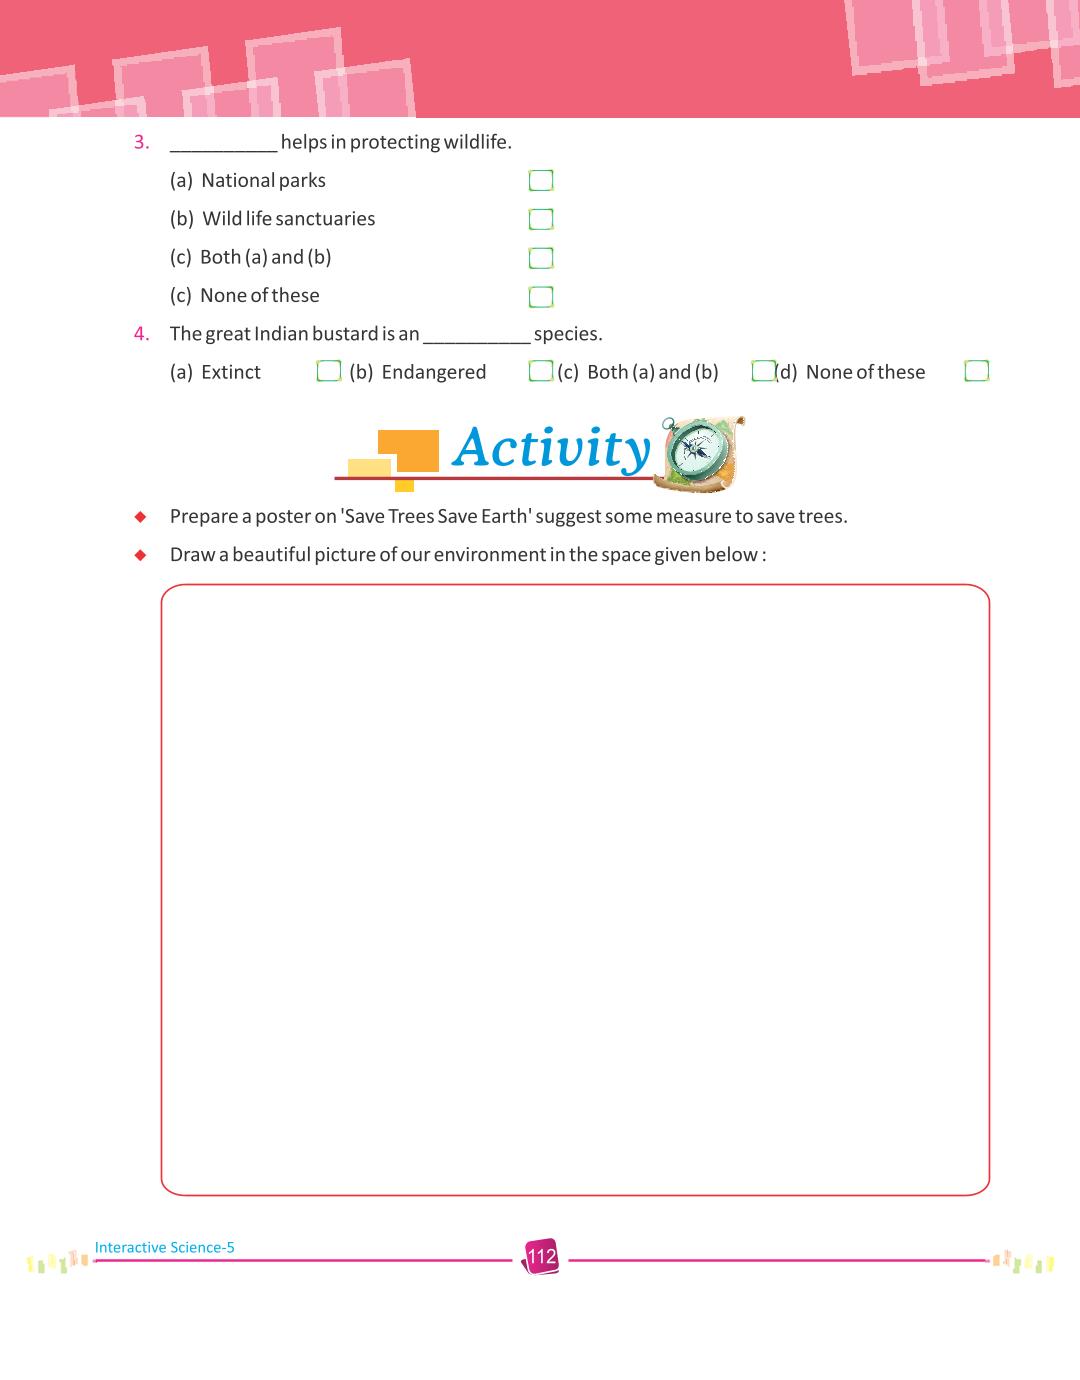 3. __________ helps in protecting wildlife.
(a) National parks
(b) Wild life sanctuaries
(c) Both (a) and (b)
(c) None of these
4. The great Indian bustard is an __________ species.
(a) Extinct (b) Endangered (c) Both (a) and (b) (d) None of these
Activity
Prepare a poster on 'Save Trees Save Earth' suggest some measure to save trees.
Draw a beautiful picture of our environment in the space given below :
Interactive Science-5
112